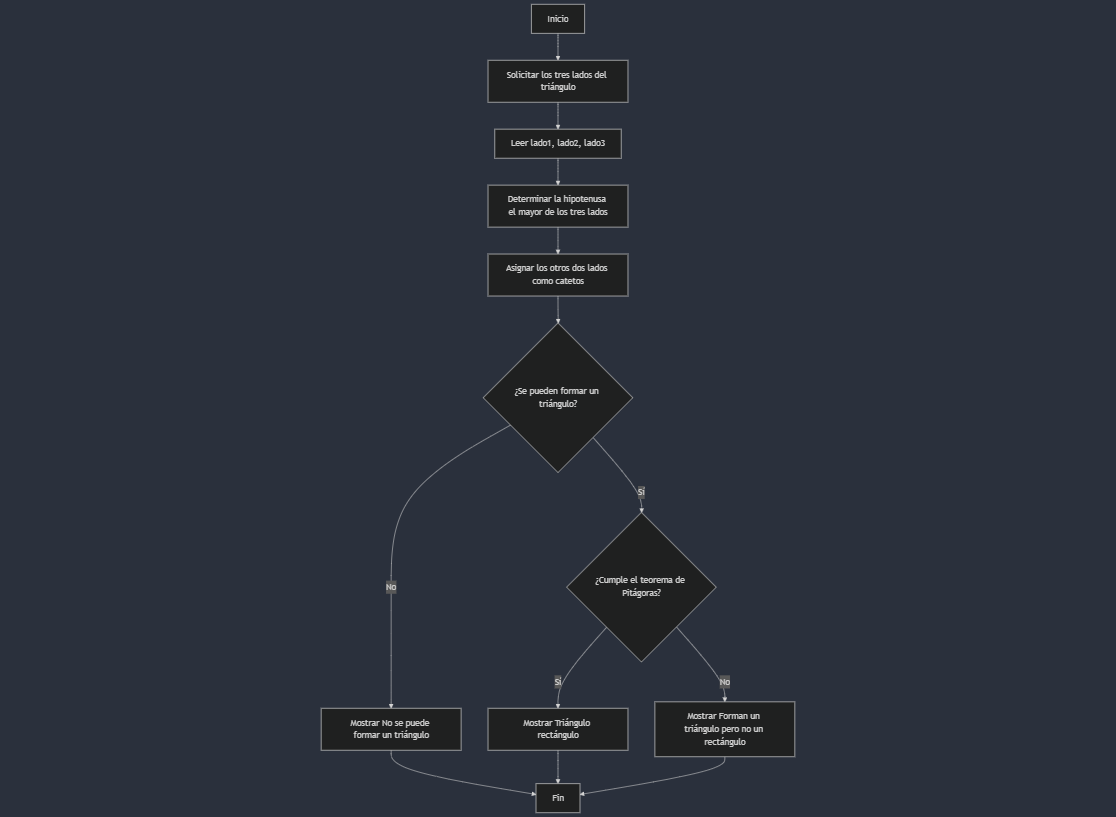 Inicio
Solicitar los tres lados del
triángulo
Leer lado1, lado2, lado3
Determinar la hipotenusa
el mayor de los tres lados
Asignar los otros dos lados
como catetos
¿Se pueden formar un
triángulo?
Sí
¿Cumple el teorema de
Pitágoras?
No
Sí
No
Mostrar No se puede
formar un triángulo
Mostrar Triángulo
rectángulo
Mostrar Forman un
triángulo pero no un
rectángulo
Fin